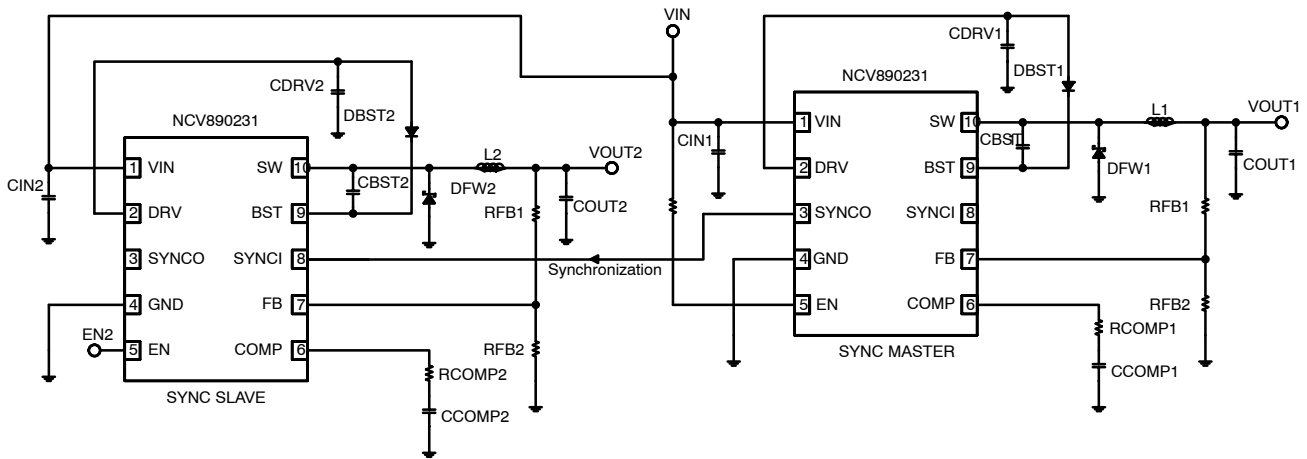 VIN
CDRV1
DBST1
NCV890231
L1
VOUT1
1 VIN
SW 10
CBST1
CIN1
2 DRV
BST 9
DFW1
COUT1
3 SYNCO
SYNCI 8
RFB1
4 GND
FB 7
5 EN
COMP 6
RFB2
RCOMP1
CCOMP1
SYNC MASTER
CDRV2
DBST2
NCV890231
L2
VOUT2
1 VIN
SW 10
CIN2
CBST2
DFW2
2 DRV
BST 9
RFB1
COUT2
3 SYNCO
SYNCI 8
Synchronization
4 GND
FB 7
EN2
5 EN
COMP 6
RFB2
RCOMP2
CCOMP2
SYNC SLAVE